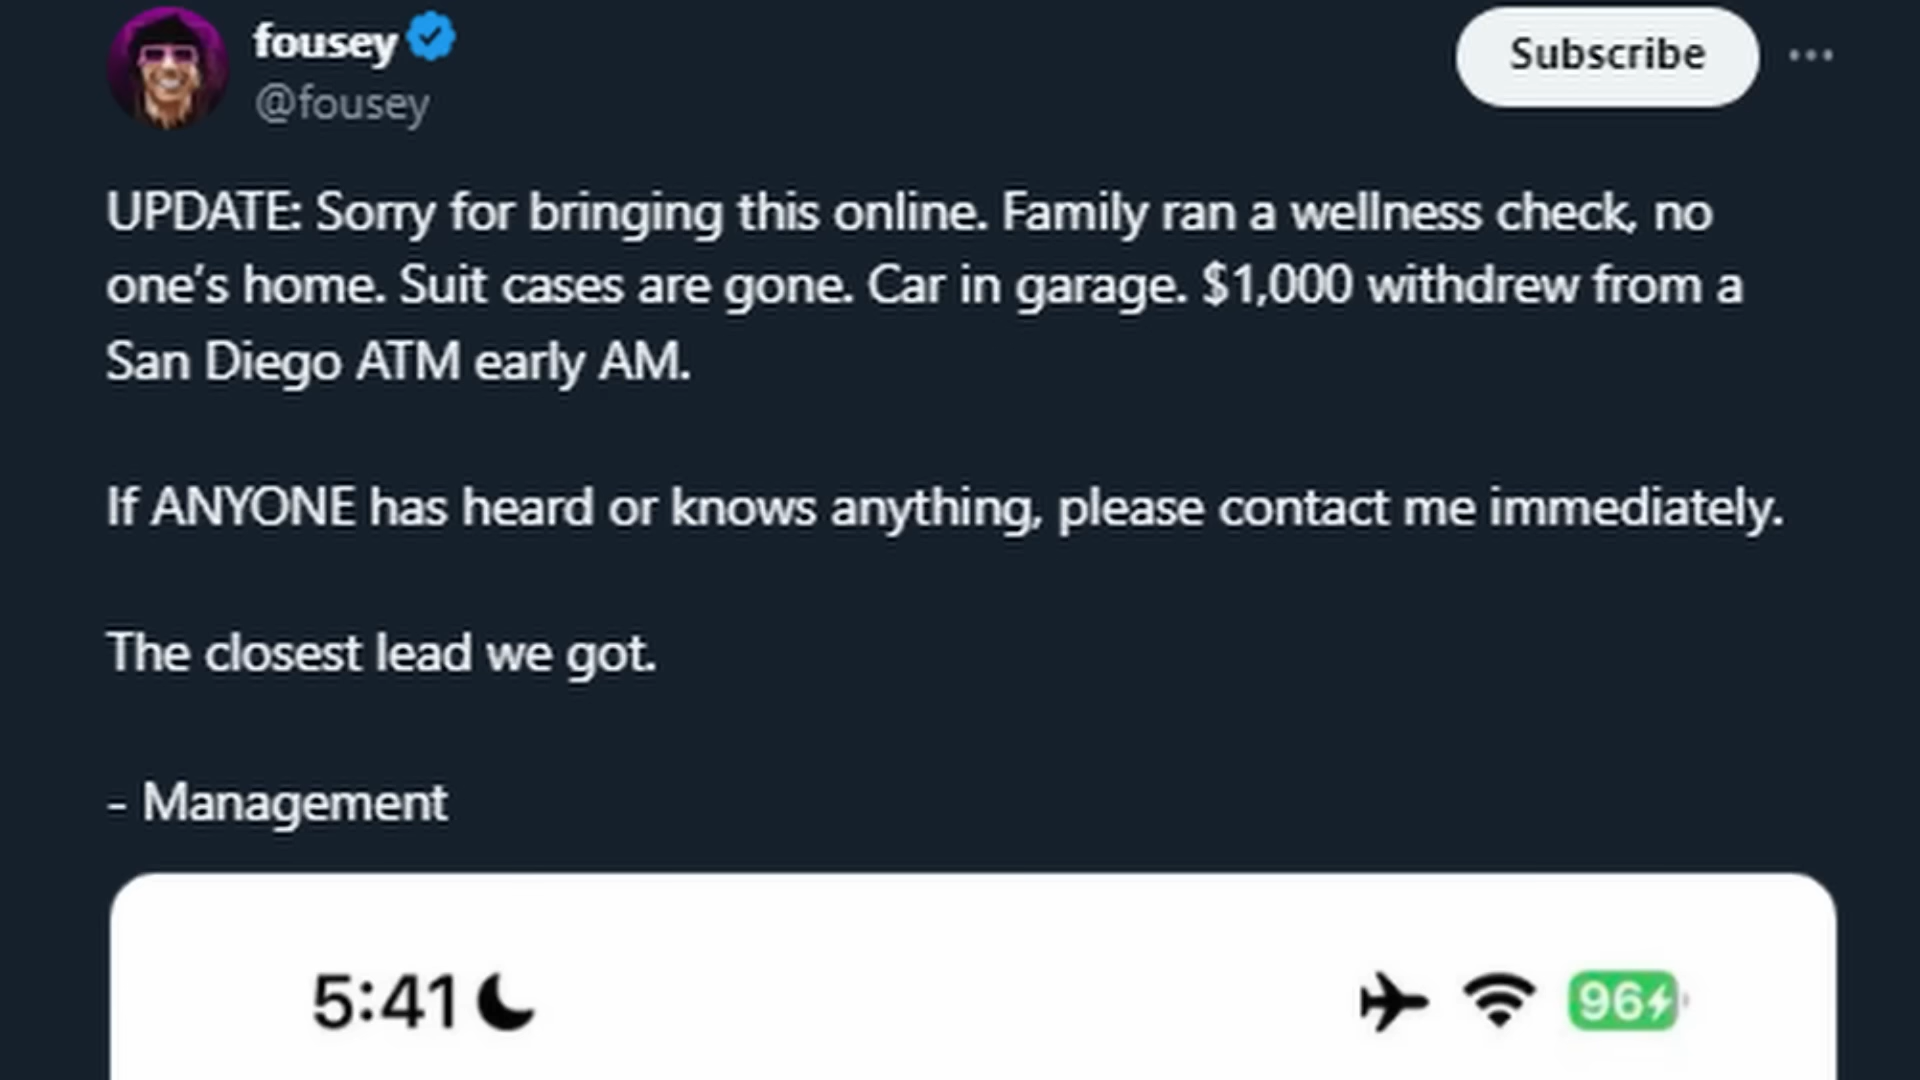 fousey
Subscribe
@fousey
UPDATE: Sorry for bringing this online. Family ran a wellness check, no
one’s home. Suit cases are gone. Car in garage. $1,000 withdrew from a
San Diego ATM early AM.
If ANYONE has heard or knows anything, please contact me immediately.
The closest lead we got.
- Management
5:41
96